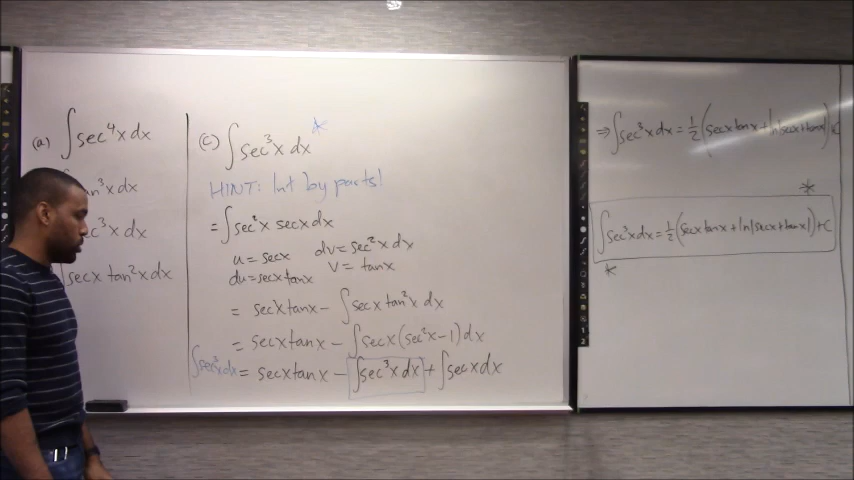 (a) ∫sec⁴x dx
an³x dx
c³x dx
∫sec x tan²x dx
(c) ∫sec³x dx *
HINT: Int by parts!
= ∫sec²x secx dx
u = secx dv = sec²x dx
du = secx tanx v = tanx
= secx tanx − ∫secx tan²x dx
= secx tanx − ∫secx (sec²x − 1) dx
∫sec³x dx = secx tanx − ∫sec³x dx + ∫secx dx
⇒ ∫sec³x dx = 1/2 (secx tanx + ln|secx + tanx|) + C
*
∫sec³x dx = 1/2 (secx tanx + ln|secx + tanx|) + C
*